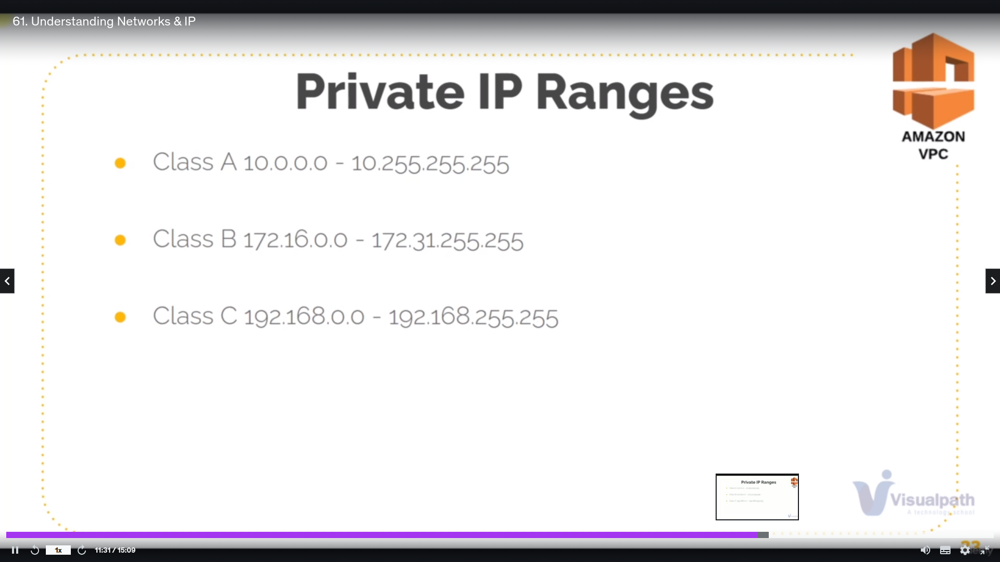 61. Understanding Networks & IP
Private IP Ranges
AMAZON
VPC
Class A 10.0.0.0 - 10.255.255.255
Class B 172.16.0.0 - 172.31.255.255
Class C 192.168.0.0 - 192.168.255.255
Private IP Ranges
Visualpath
A technology school
1x
11:31 / 15:09
23